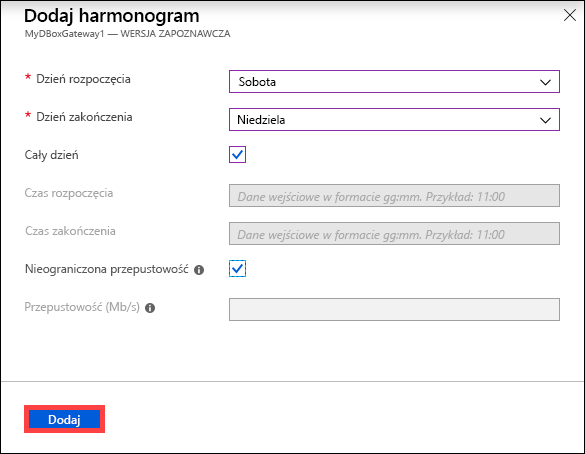 Dodaj harmonogram
MyDBoxGateway1 — WERSJA ZAPOZNAWCZA
* Dzień rozpoczęcia
Sobota
* Dzień zakończenia
Niedziela
Cały dzień
Czas rozpoczęcia
Dane wejściowe w formacie gg:mm. Przykład: 11:00
Czas zakończenia
Dane wejściowe w formacie gg:mm. Przykład: 11:00
Nieograniczona przepustowość
Przepustowość (Mb/s)
Dodaj